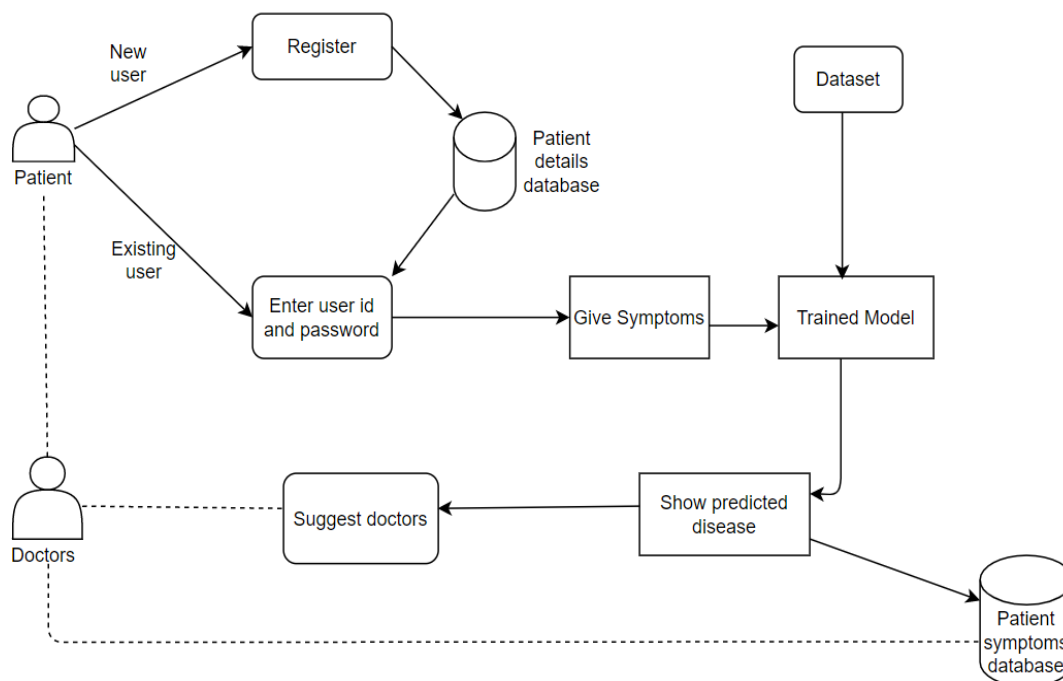 New
user
Register
Dataset
Patient
details
database
Patient
Existing
user
Enter user id
and password
Give Symptoms
Trained Model
Suggest doctors
Show predicted
disease
Doctors
Patient
symptoms
database